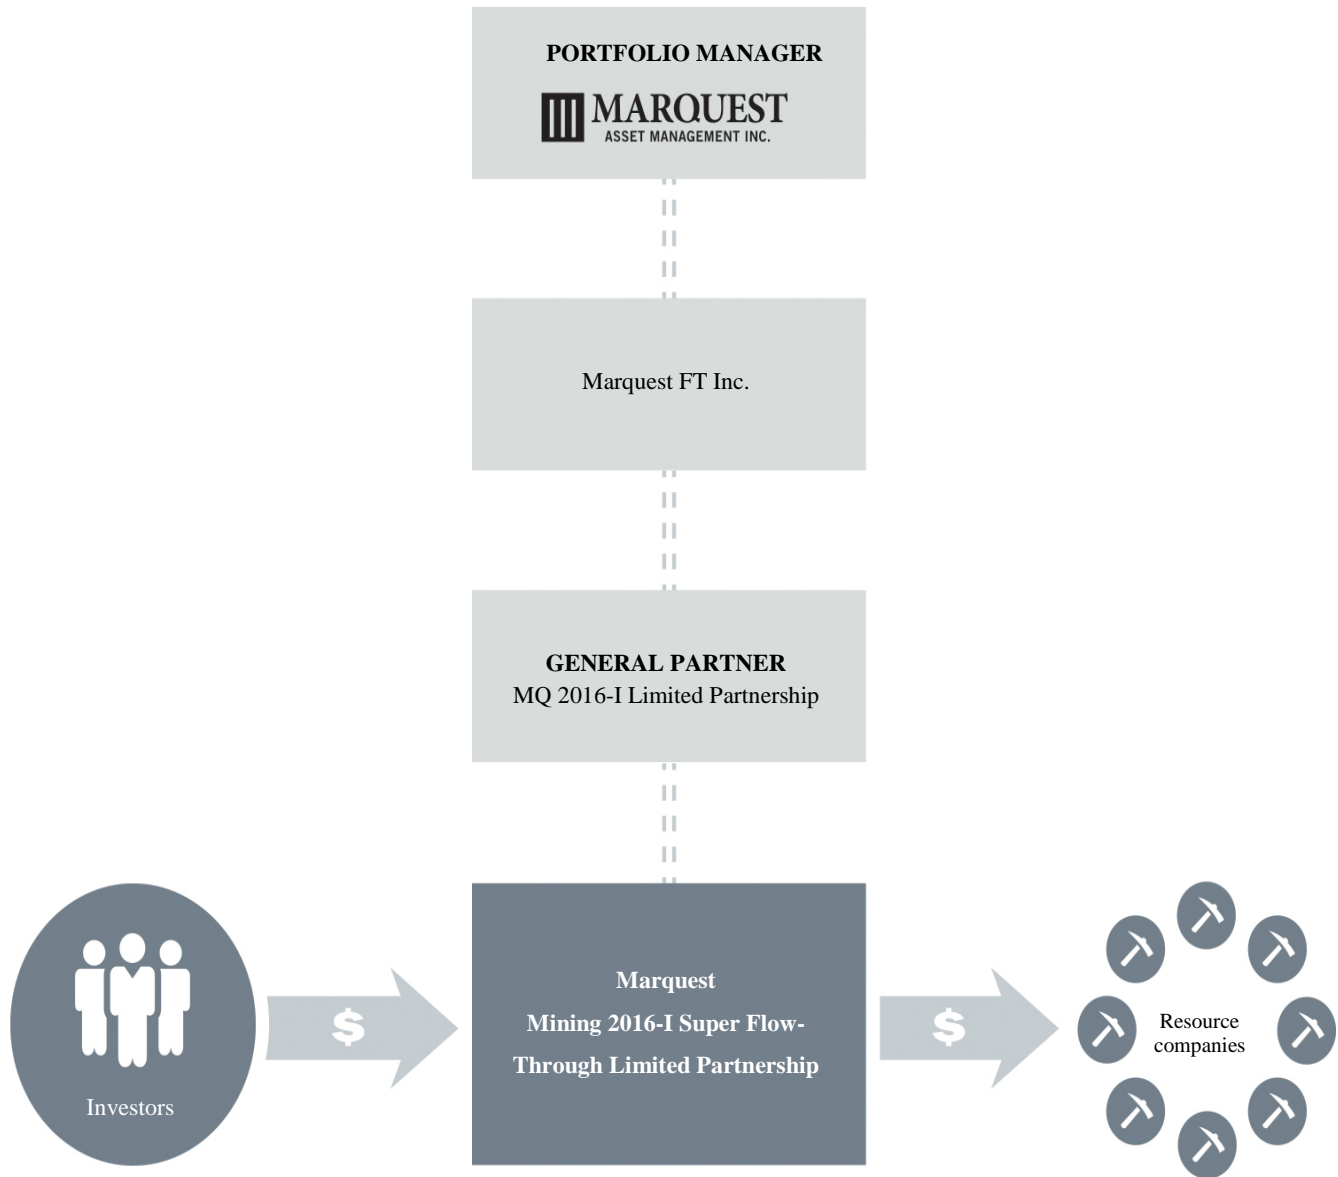 PORTFOLIO MANAGER
MARQUEST
ASSET MANAGEMENT INC.
Marquest FT Inc.
GENERAL PARTNER
MQ 2016-I Limited Partnership
Marquest
Mining 2016-I Super Flow-
Through Limited Partnership
Investors
$
$
Resource
companies